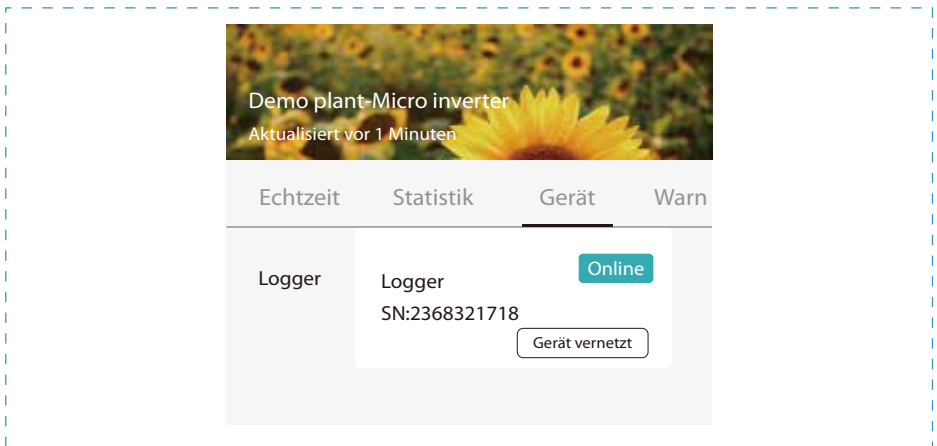 Demo plant-Micro inverter
Aktualisiert vor 1 Minuten
Echtzeit Statistik Gerät Warn
Logger
Logger
Online
SN:2368321718
Gerät vernetzt